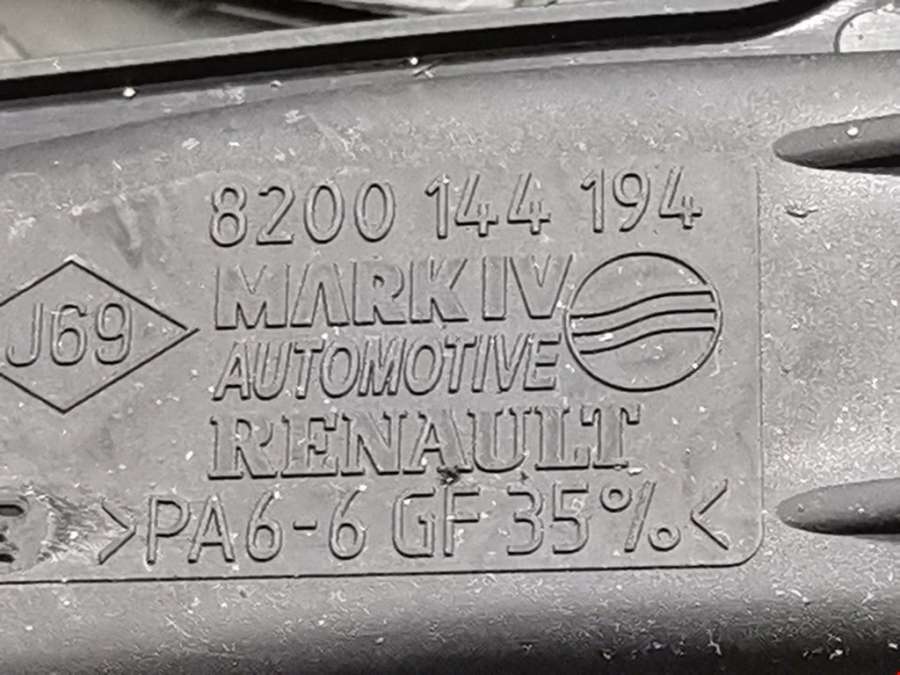 8200 144 194
MARK IV
AUTOMOTIVE
J69
RENAULT
>PA6-6 GF 35%<